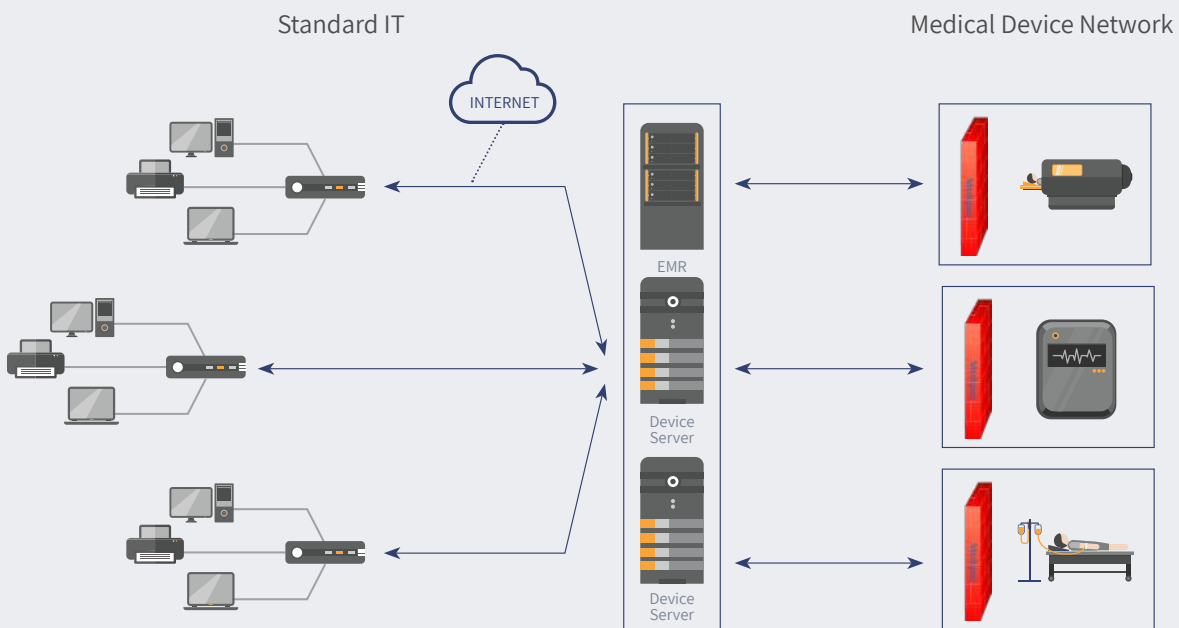 Standard IT
Medical Device Network
INTERNET
EMR
Device
Server
Device
Server